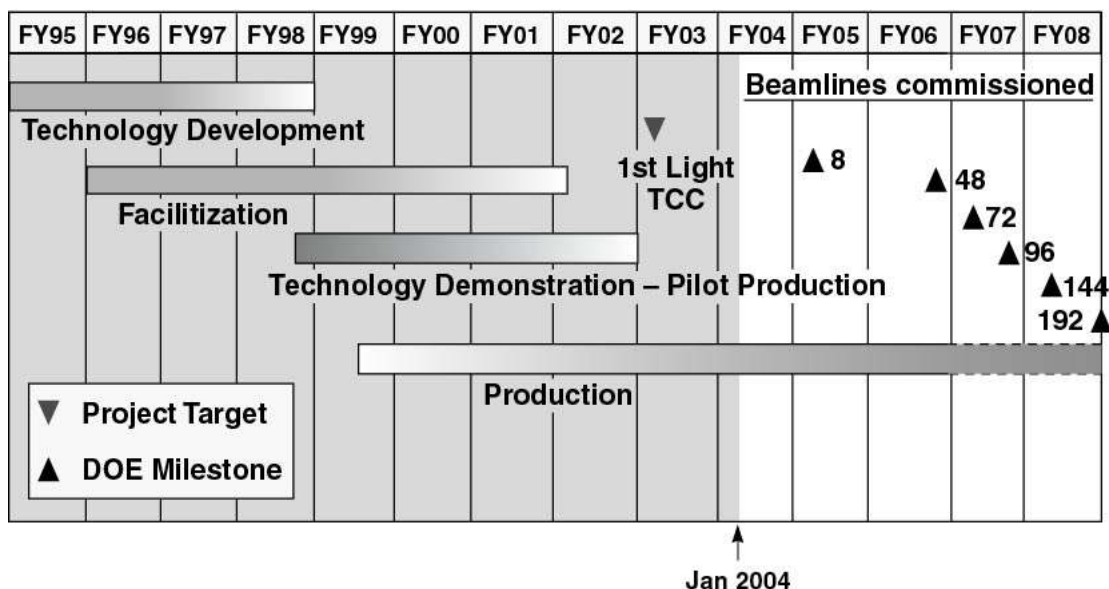 FY95 FY96 FY97 FY98 FY99 FY00 FY01 FY02 FY03 FY04 FY05 FY06 FY07 FY08
Beamlines commissioned
Technology Development
1st Light
TCC
8
48
Facilitization
72
96
Technology Demonstration – Pilot Production
144
192
Production
Project Target
DOE Milestone
Jan 2004